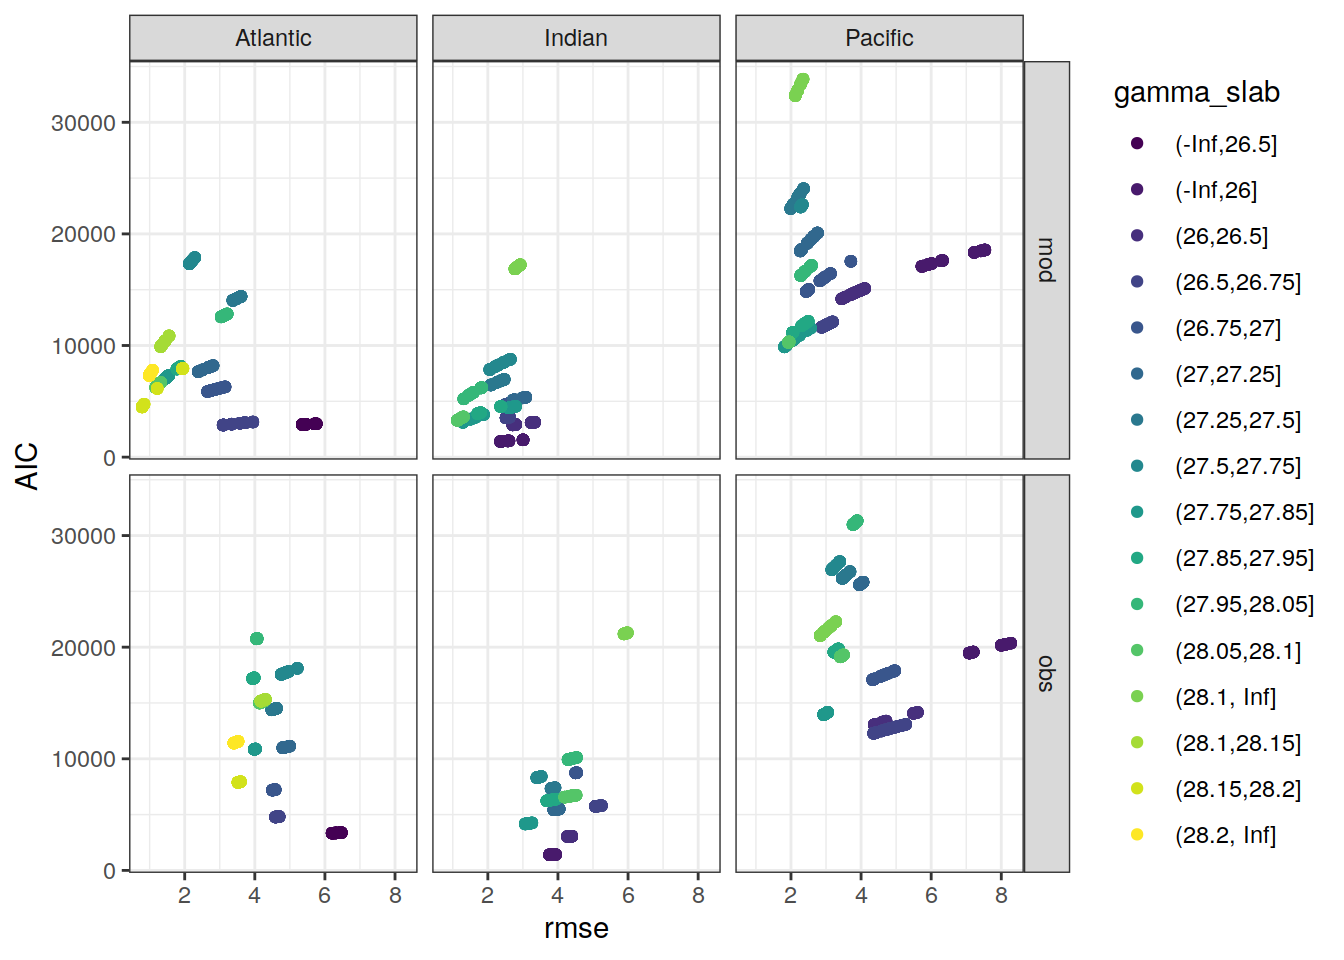 Atlantic
Indian
Pacific
mod
obs
30000
20000
10000
0
30000
20000
10000
0
AIC
2 4 6 8
2 4 6 8
2 4 6 8
rmse
gamma_slab
(-Inf,26.5]
(-Inf,26]
(26,26.5]
(26.5,26.75]
(26.75,27]
(27,27.25]
(27.25,27.5]
(27.5,27.75]
(27.75,27.85]
(27.85,27.95]
(27.95,28.05]
(28.05,28.1]
(28.1, Inf]
(28.1,28.15]
(28.15,28.2]
(28.2, Inf]